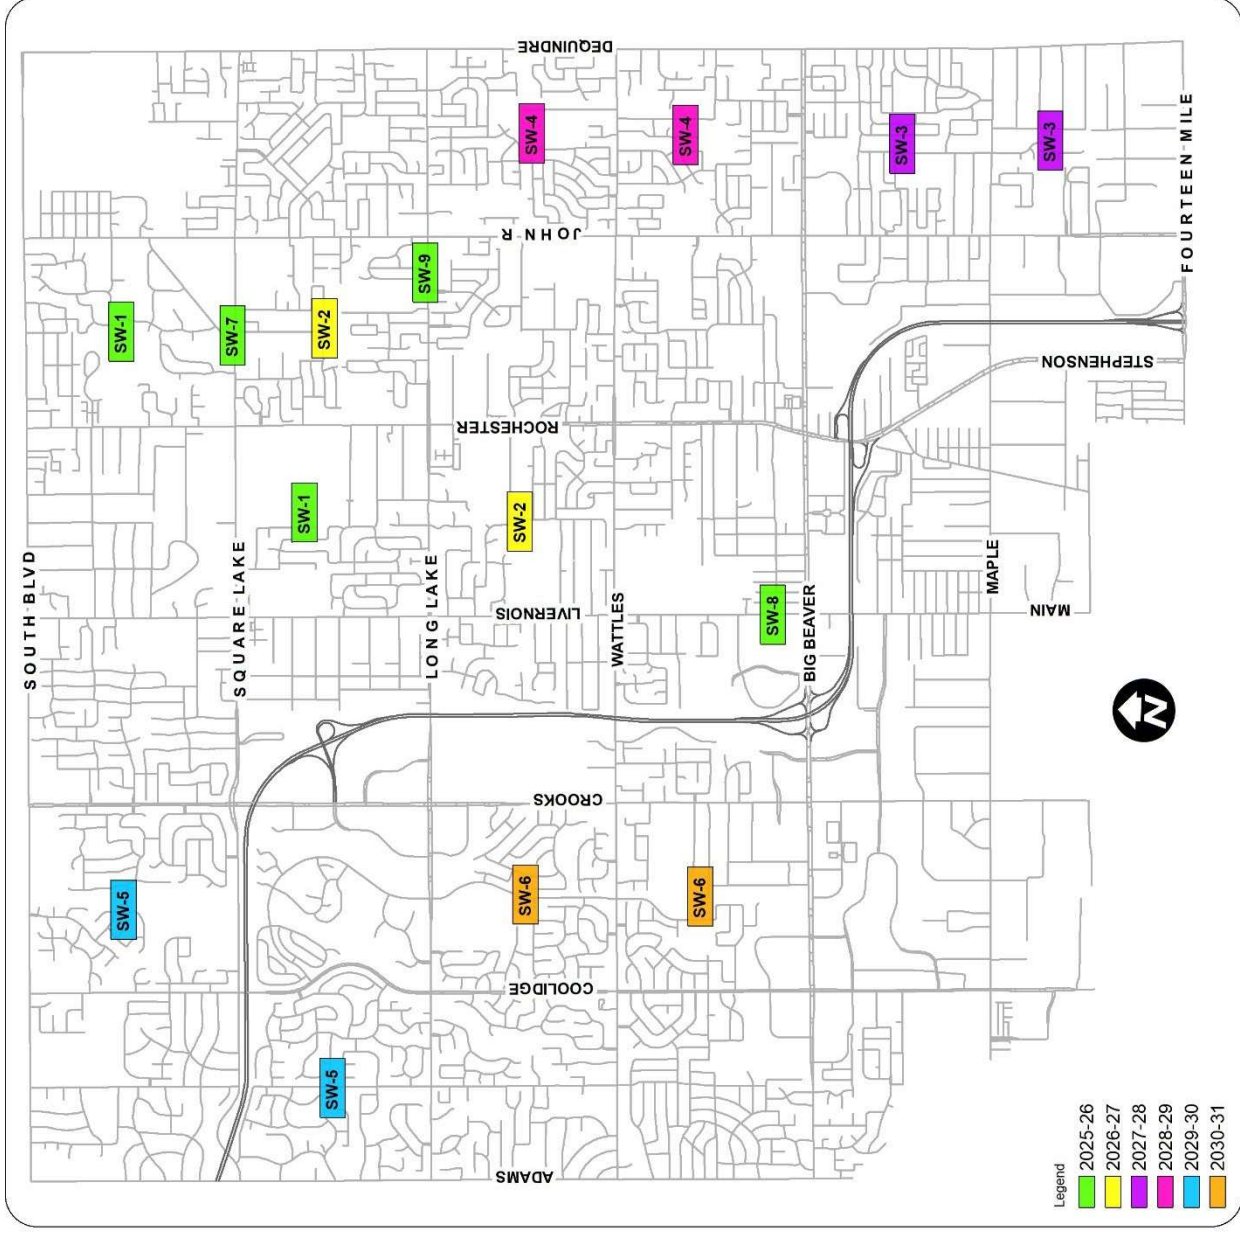 SOUTH BLVD
SQUARE LAKE
LONG LAKE
WATTLES
BIG BEAVER
MAPLE
FOURTEEN MILE
ADAMS
COOLIDGE
CROOKS
LIVERNOIS
MAIN
ROCHESTER
STEPHENSON
JOHN R
DEQUINDRE
SW-5
SW-1
SW-7
SW-5
SW-1
SW-2
SW-9
SW-6
SW-2
SW-4
SW-6
SW-8
SW-4
SW-3
SW-3
N
Legend
2025-26
2026-27
2027-28
2028-29
2029-30
2030-31